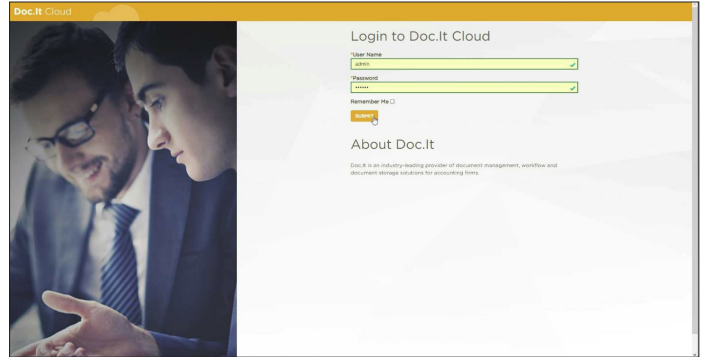 Doc.It Cloud
Login to Doc.It Cloud
*User Name
admin
*Password
••••••
Remember Me
SUBMIT
About Doc.It
Doc.It is an industry-leading provider of document management, workflow and
document storage solutions for accounting firms.